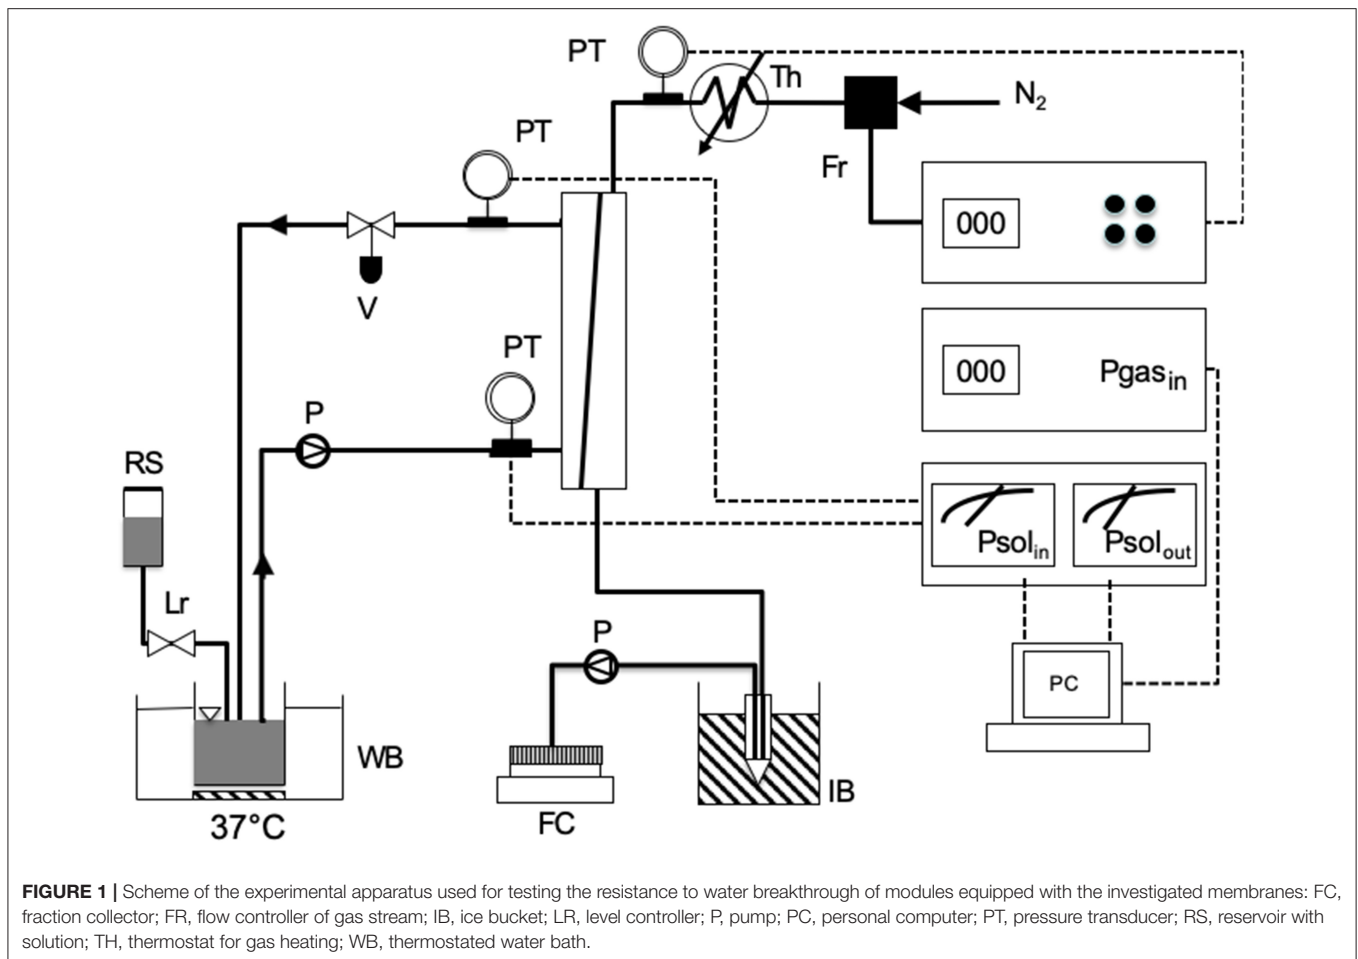 PT
Th
N2
PT
Fr
000
V
PT
000
Pgasin
P
RS
Psolin
Psolout
Lr
P
PC
WB
IB
37°C
FC
FIGURE 1 | Scheme of the experimental apparatus used for testing the resistance to water breakthrough of modules equipped with the investigated membranes: FC,
fraction collector; FR, flow controller of gas stream; IB, ice bucket; LR, level controller; P, pump; PC, personal computer; PT, pressure transducer; RS, reservoir with
solution; TH, thermostat for gas heating; WB, thermostated water bath.